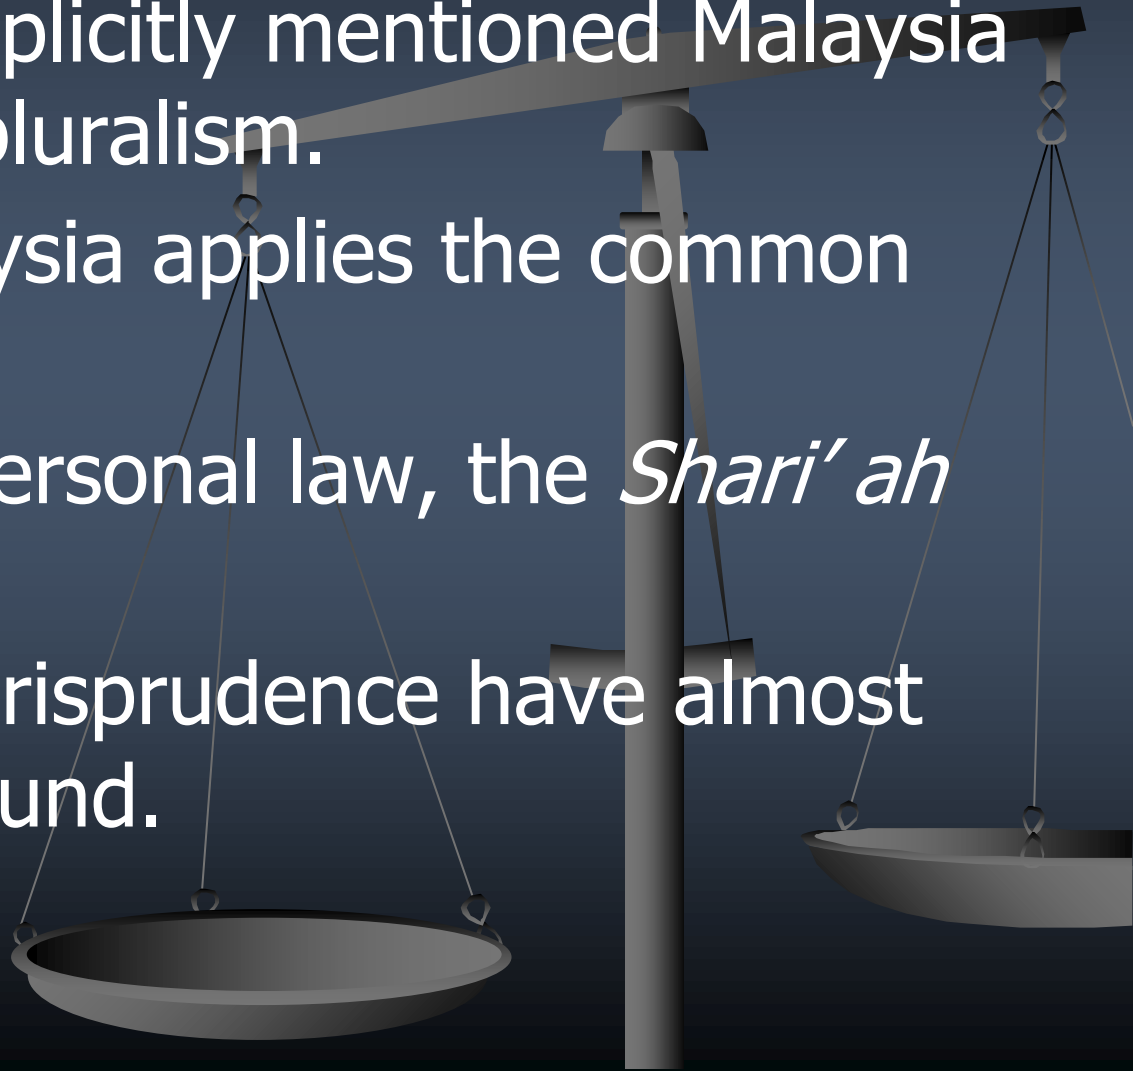 plicitly mentioned Malaysia
pluralism.
ysia applies the common
ersonal law, the Shari’ ah
risprudence have almost
und.